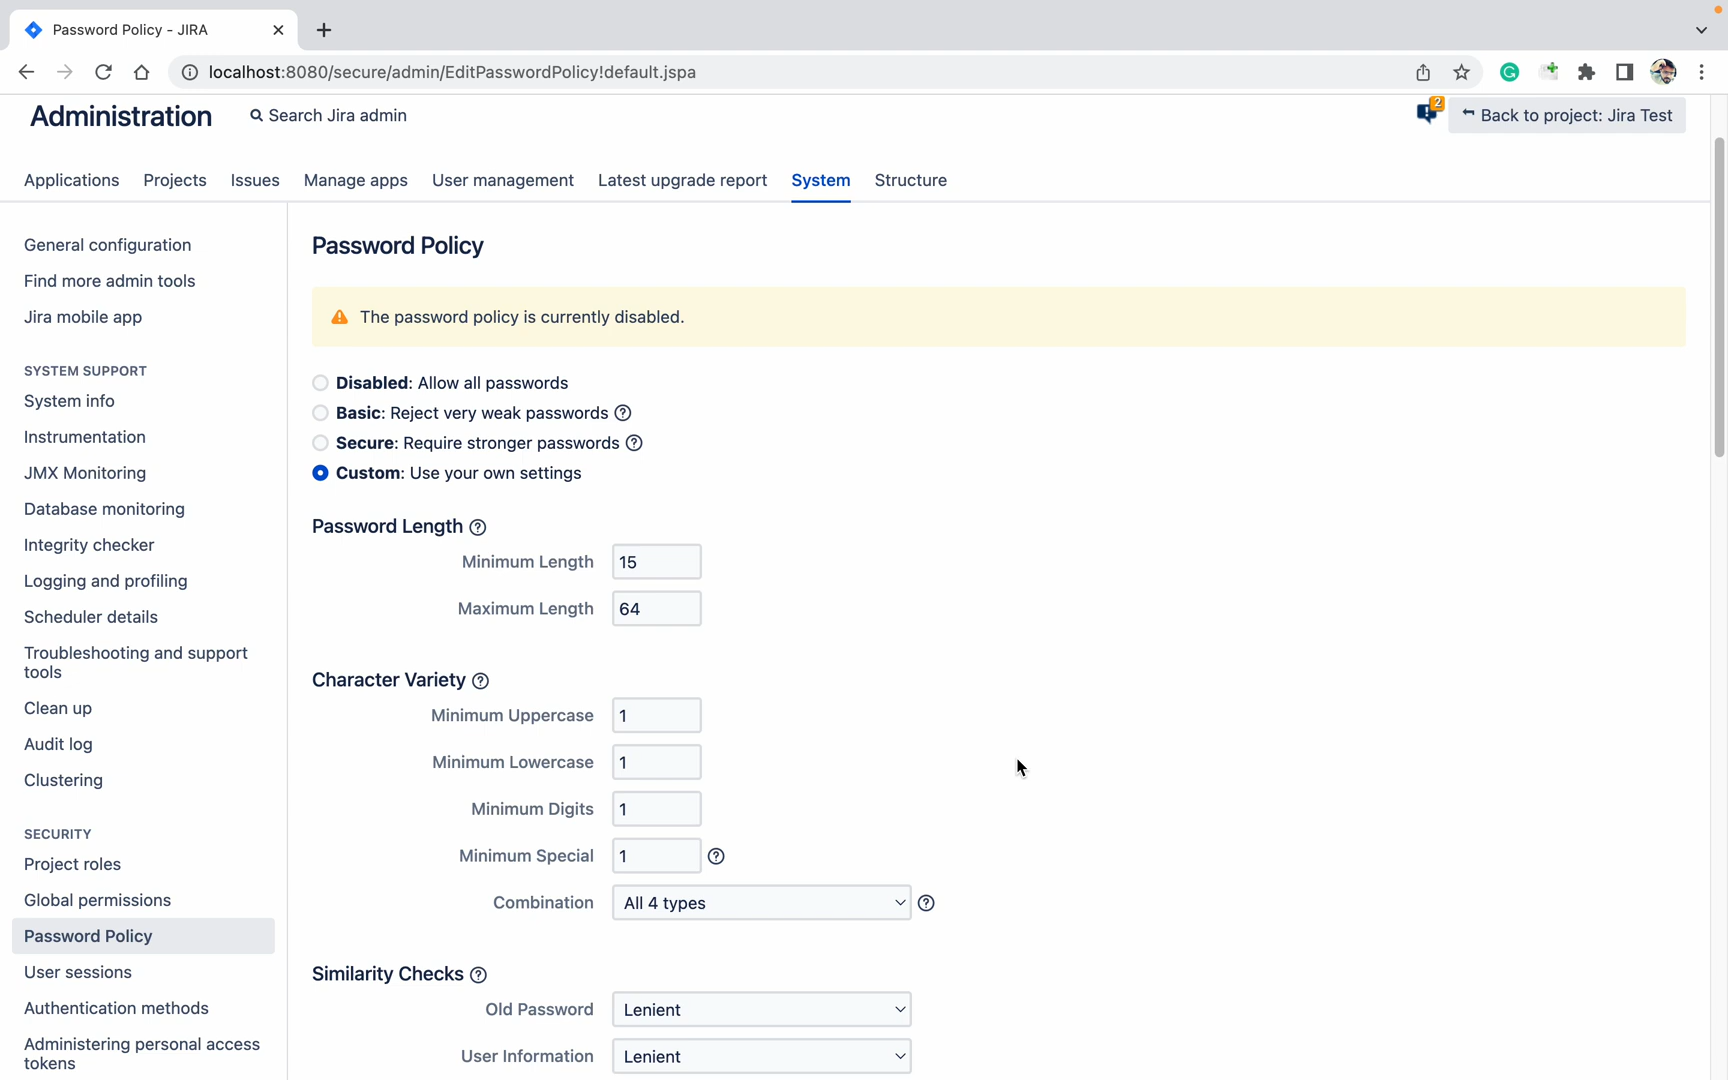 Password Policy - JIRA
localhost:8080/secure/admin/EditPasswordPolicy!default.jspa
Administration
Search Jira admin
2
Back to project: Jira Test
Applications
Projects
Issues
Manage apps
User management
Latest upgrade report
System
Structure
General configuration
Find more admin tools
Jira mobile app
SYSTEM SUPPORT
System info
Instrumentation
JMX Monitoring
Database monitoring
Integrity checker
Logging and profiling
Scheduler details
Troubleshooting and support
tools
Clean up
Audit log
Clustering
SECURITY
Project roles
Global permissions
Password Policy
User sessions
Authentication methods
Administering personal access
tokens
Password Policy
The password policy is currently disabled.
Disabled: Allow all passwords
Basic: Reject very weak passwords
Secure: Require stronger passwords
Custom: Use your own settings
Password Length
Minimum Length 15
Maximum Length 64
Character Variety
Minimum Uppercase 1
Minimum Lowercase 1
Minimum Digits 1
Minimum Special 1
Combination All 4 types
Similarity Checks
Old Password Lenient
User Information Lenient